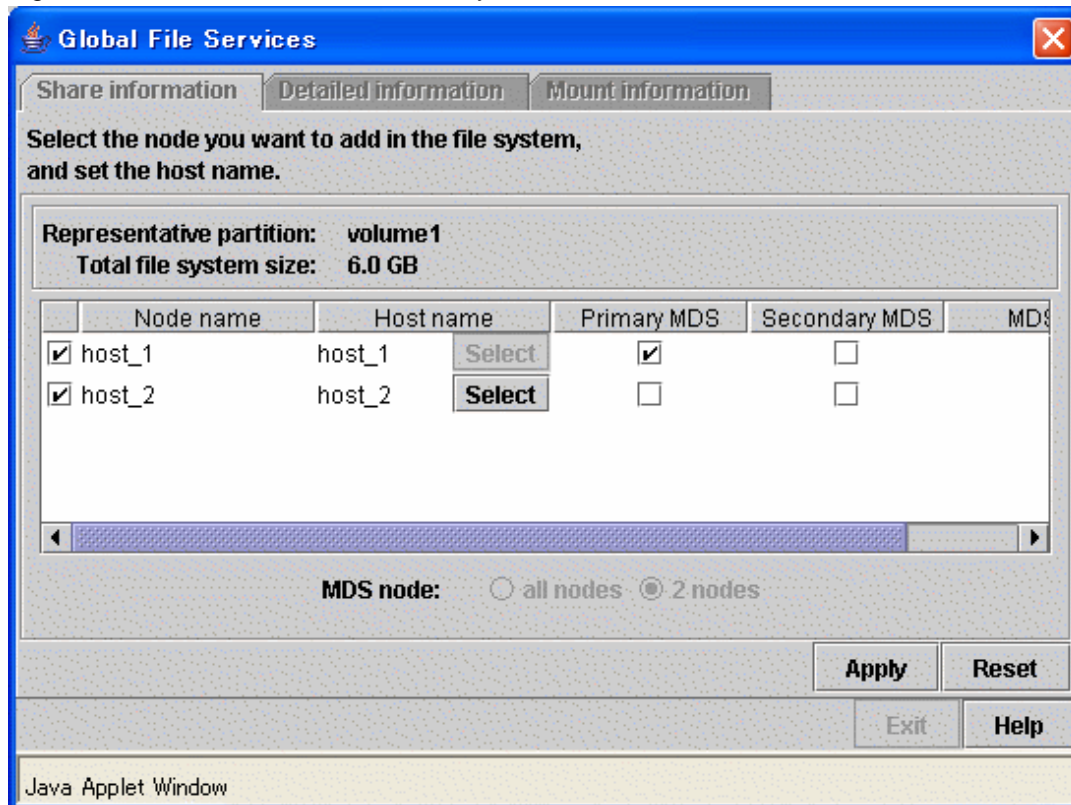 Global File Services
Share information Detailed information Mount information
Select the node you want to add in the file system,
and set the host name.
Representative partition: volume1
Total file system size: 6.0 GB
Node name Host name Primary MDS Secondary MDS
host_1 host_1 Select
host_2 host_2 Select
MDS node: all nodes 2 nodes
Apply Reset
Exit Help
Java Applet Window